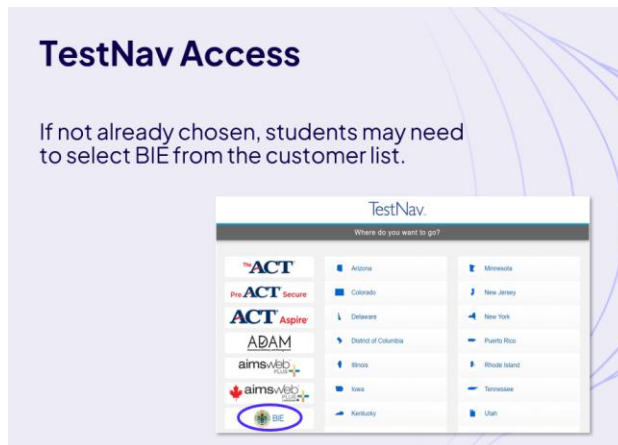 TestNav Access
If not already chosen, students may need
to select BIE from the customer list.
TestNav.
Where do you want to go?
The ACT
Arizona
Minnesota
PreACT Secure
Colorado
New Jersey
ACT Aspire
Delaware
New York
ADAM
District of Columbia
Puerto Rico
aimsweb PLUS
Illinois
Rhode Island
aimsweb PLUS
Iowa
Tennessee
BIE
Kentucky
Utah